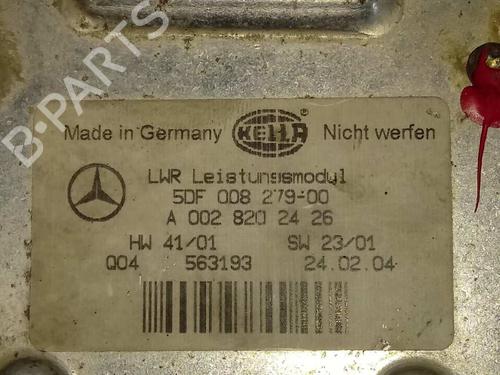 B-PARTS
Made in Germany HELLA Nicht werfen
LWR Leistungsmodul
5DF 008 279-00
A 002 820 24 26
HW 41/01 SW 23/01
Q04 563193 24.02.04